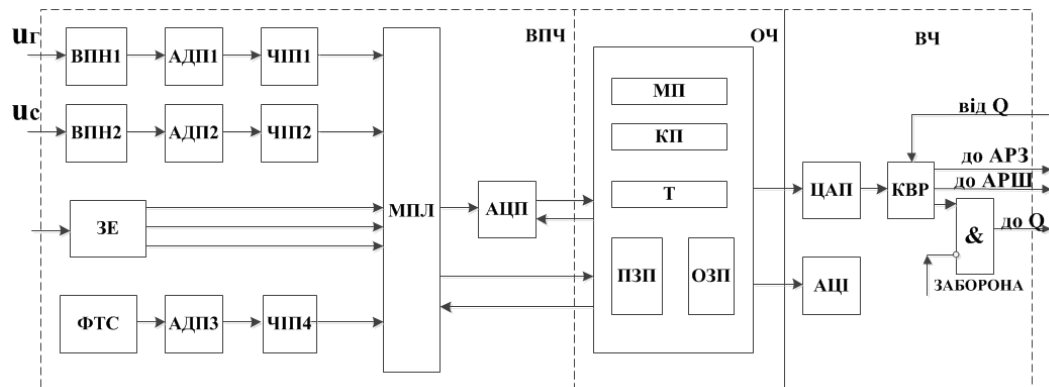 uг
ВПН1
АДП1
ЧІП1
ВПЧ
ОЧ
ВЧ
uс
ВПН2
АДП2
ЧІП2
МП
КП
Т
від Q
до АРЗ
до АРШ
до Q
ЗЕ
МПЛ
АЦП
ЦАП
КВР
&
ПЗП
ОЗП
АЦІ
ЗАБОРОНА
ФТС
АДП3
ЧІП4